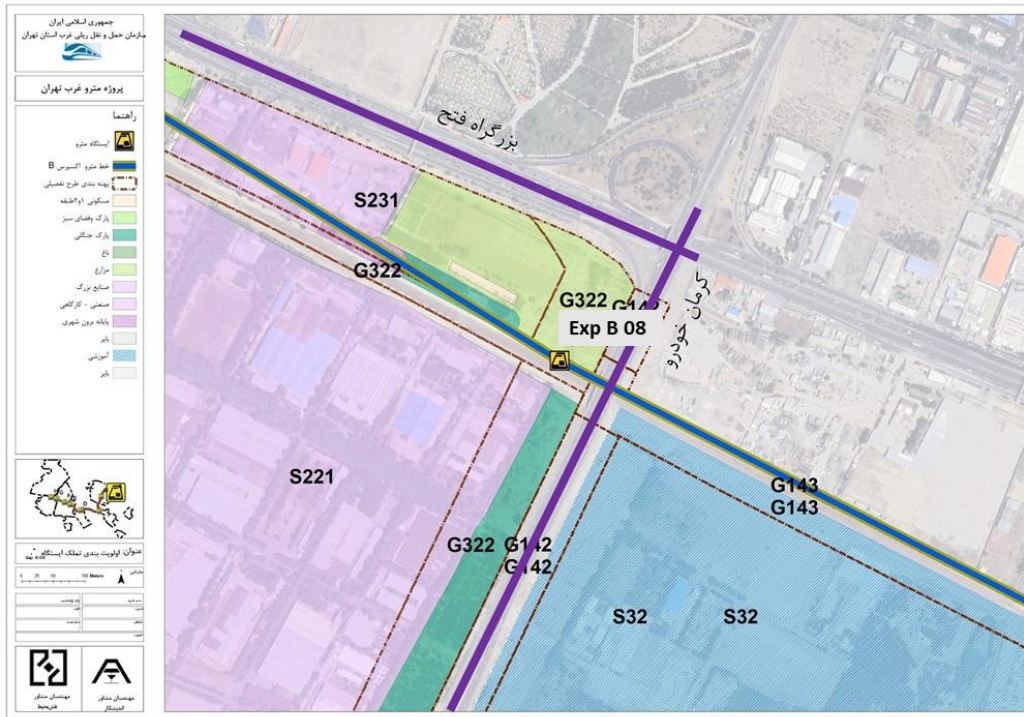 جمهوری اسلامی ایران
سازمان حمل و نقل ریلی غرب استان تهران
پروژه مترو غرب تهران
راهنما
ایستگاه مترو
خط مترو اکسپرس B
پهنه بندی طرح تفصیلی
مسکونی ۱و۲طبقه
پارک وفضای سبز
پارک جنگلی
باغ
مزارع
صنایع بزرگ
صنعتی - کارگاهی
پایانه برون شهری
بایر
آموزشی
بایر
عنوان: اولویت بندی تملک ایستگاه
مهندسان مشاور
مهندسان مشاور
بزرگراه فتح
کرمان خودرو
S231
G322
G322
G142
Exp B 08
S221
G143
G143
G322
G142
G142
S32
S32